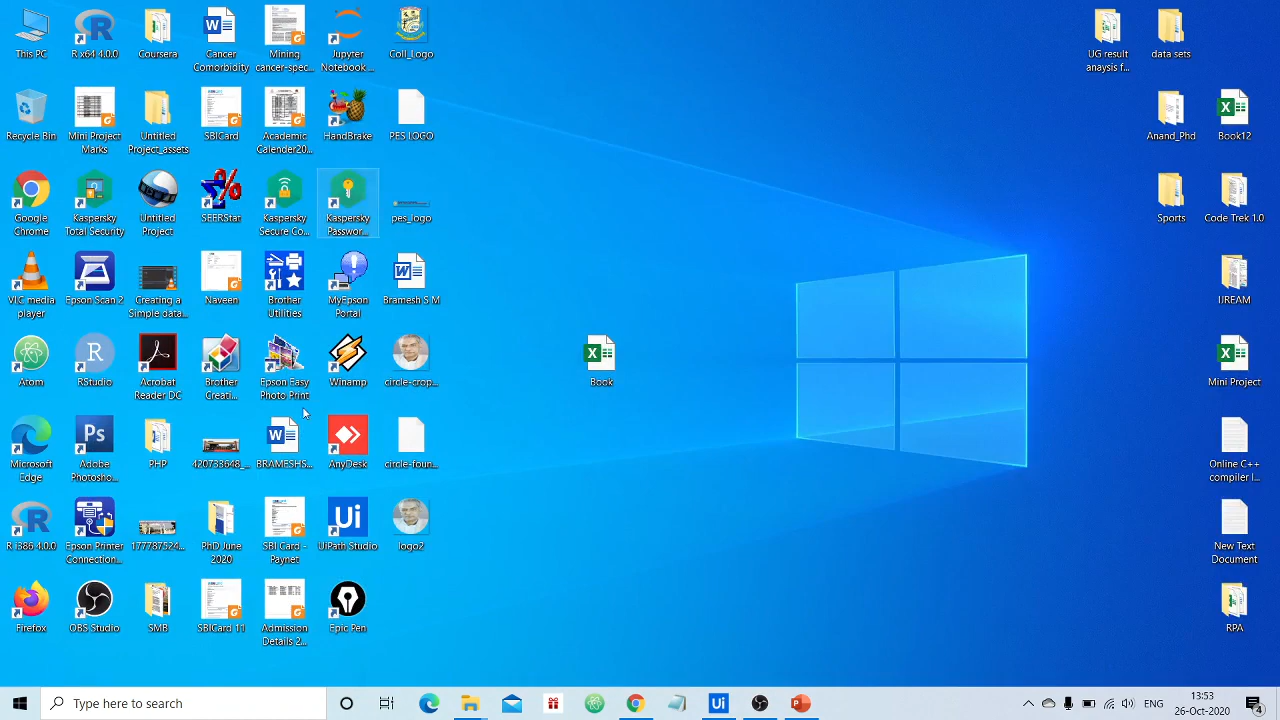 This PC
R x64 4.0.0
Coursera
Cancer
Comorbidity
Mining
cancer-spec...
Jupyter
Notebook ...
Coll_Logo
UG result
anaysis f...
data sets
Recycle Bin
Mini Project
Marks
Untitled
Project_assets
SBICard
Academic
Calender20...
HandBrake
PES LOGO
Anand_Phd
Book12
Google
Chrome
Kaspersky
Total Security
Untitled
Project
SEERStat
Kaspersky
Secure Co...
Kaspersky
Passwor...
pes_logo
Sports
Code Trek 1.0
VLC media
player
Epson Scan 2
Creating a
Simple data...
Naveen
Brother
Utilities
MyEpson
Portal
Bramesh S M
IJREAM
Atom
RStudio
Acrobat
Reader DC
Brother
Creati...
Epson Easy
Photo Print
Winamp
circle-crop...
Book
Mini Project
Microsoft
Edge
Adobe
Photosho...
PHP
420733648_...
BRAMESHS...
AnyDesk
circle-foun...
Online C++
compiler i...
R i386 4.0.0
Epson Printer
Connection...
177787324...
PhD June
2020
SBI Card -
Paynet
UiPath Studio
logo2
New Text
Document
Firefox
OBS Studio
SMB
SBICard 11
Admission
Details 2...
Epic Pen
RPA
Type here to search
ENG
13:53
26-06-2020